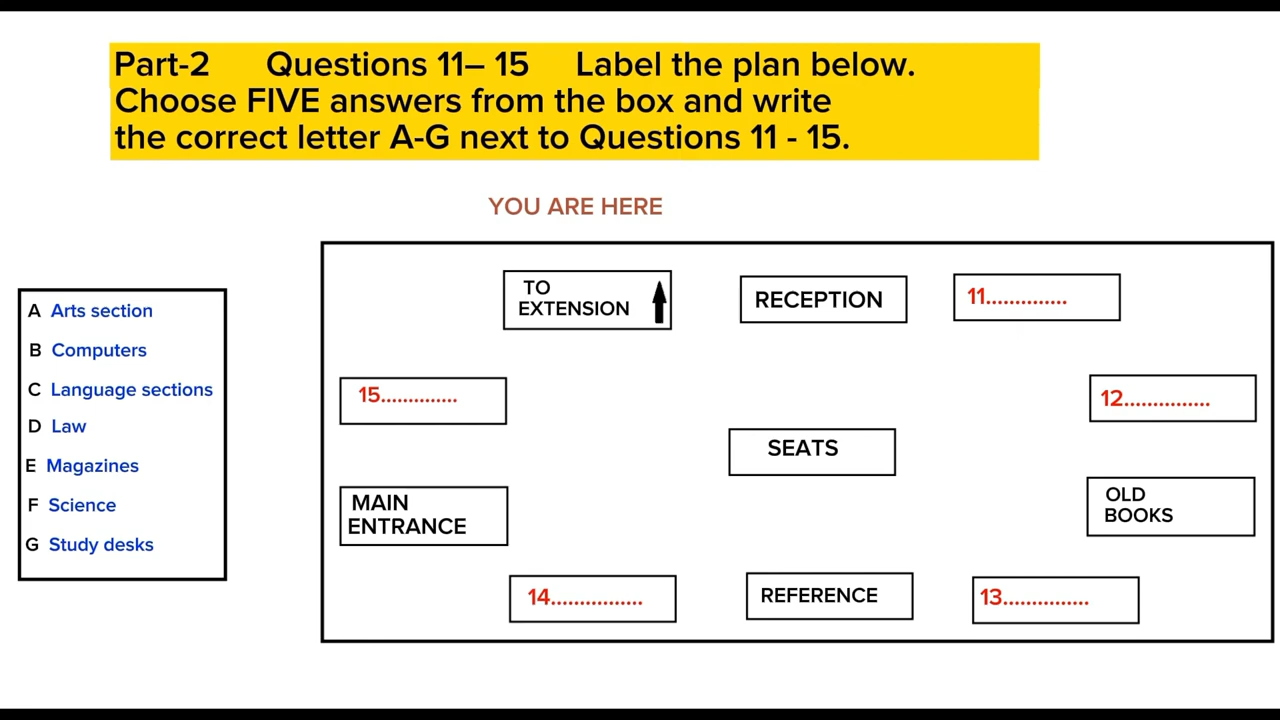 Part-2 Questions 11– 15 Label the plan below.
Choose FIVE answers from the box and write
the correct letter A-G next to Questions 11 - 15.
YOU ARE HERE
A Arts section
B Computers
C Language sections
D Law
E Magazines
F Science
G Study desks
TO
EXTENSION
RECEPTION
11..............
15..............
12...............
SEATS
MAIN
ENTRANCE
OLD
BOOKS
14................
REFERENCE
13...............